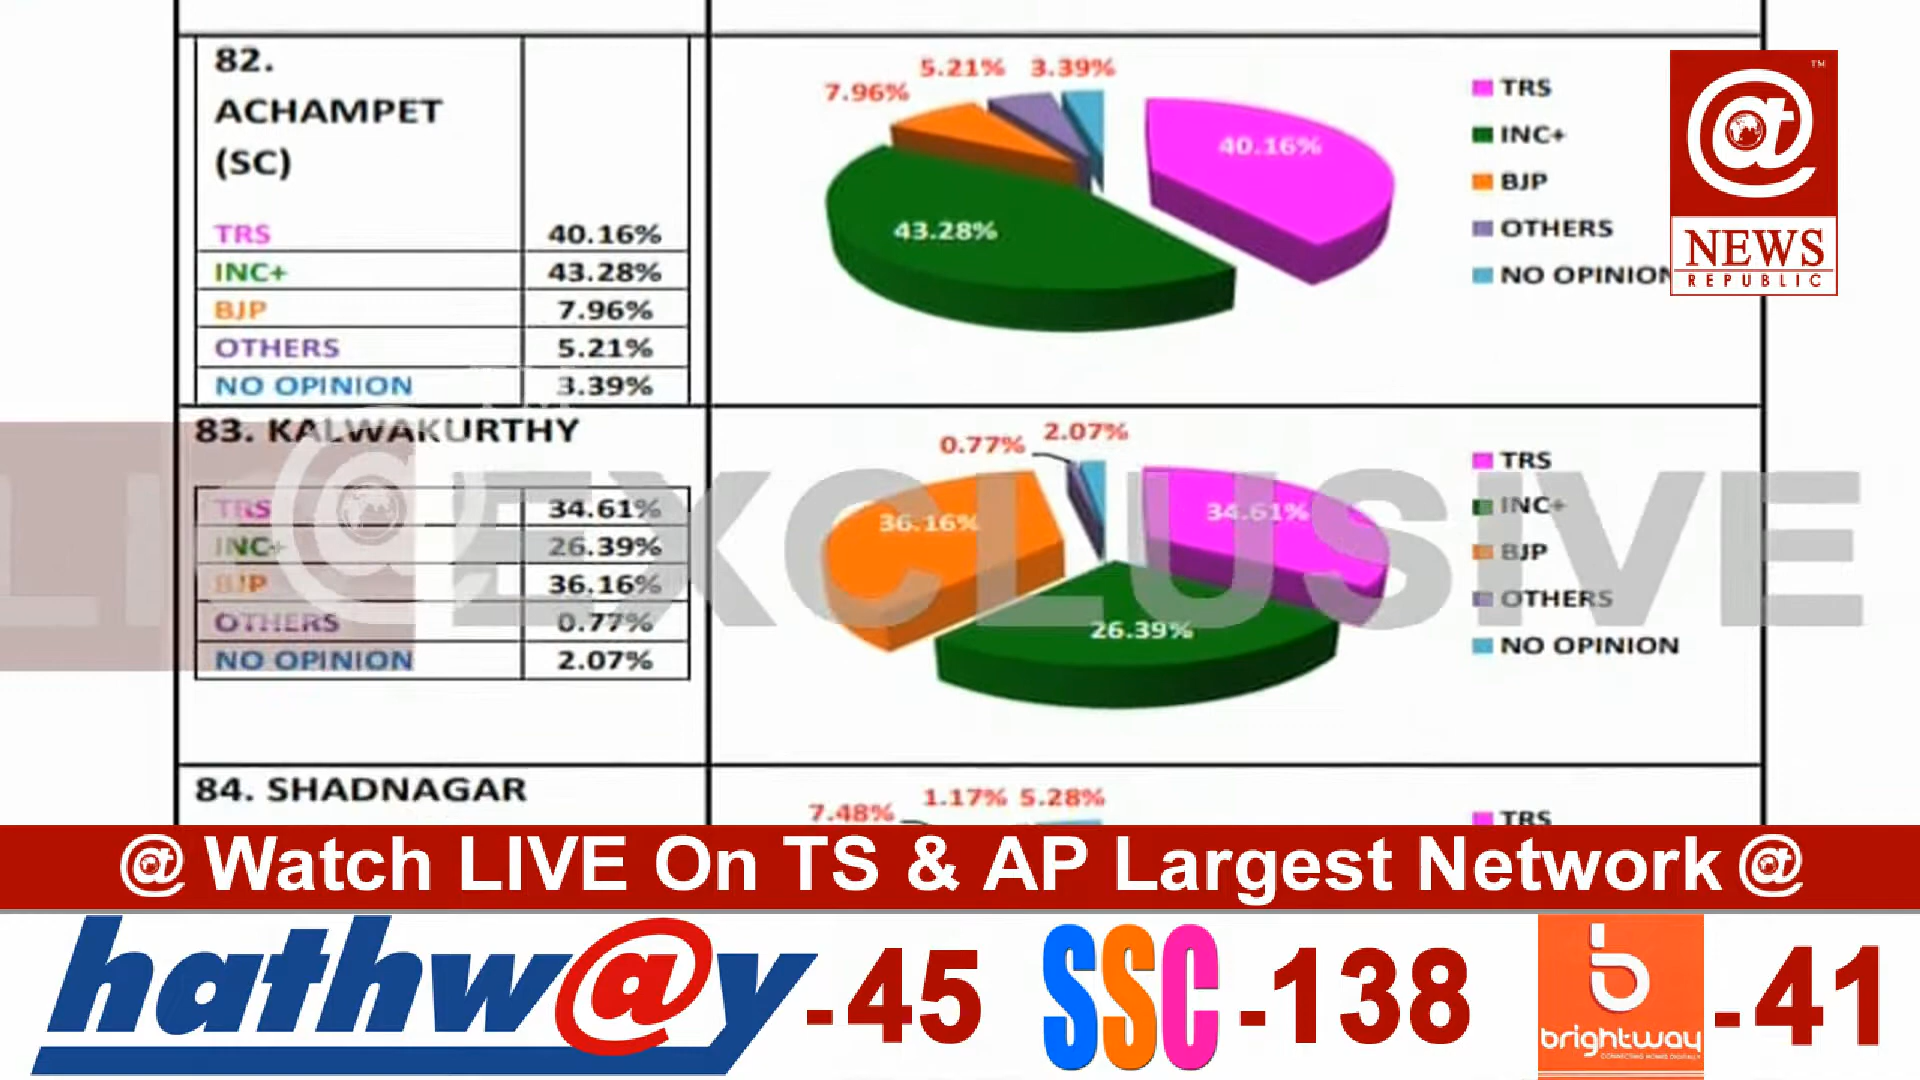 82.
ACHAMPET
(SC)
TRS 40.16%
INC+ 43.28%
BJP 7.96%
OTHERS 5.21%
NO OPINION 3.39%
7.96% 5.21% 3.39%
40.16%
43.28%
TRS
INC+
BJP
OTHERS
NO OPINION
@ TM
NEWS
REPUBLIC
83. KALWAKURTHY
TRS 34.61%
INC+ 26.39%
BJP 36.16%
OTHERS 0.77%
NO OPINION 2.07%
0.77% 2.07%
36.16% 34.61%
26.39%
TRS
INC+
BJP
OTHERS
NO OPINION
EXCLUSIVE
84. SHADNAGAR
7.48% 1.17% 5.28%
TRS
@ Watch LIVE On TS & AP Largest Network @
hathw@y -45 SSC -138 brightway -41